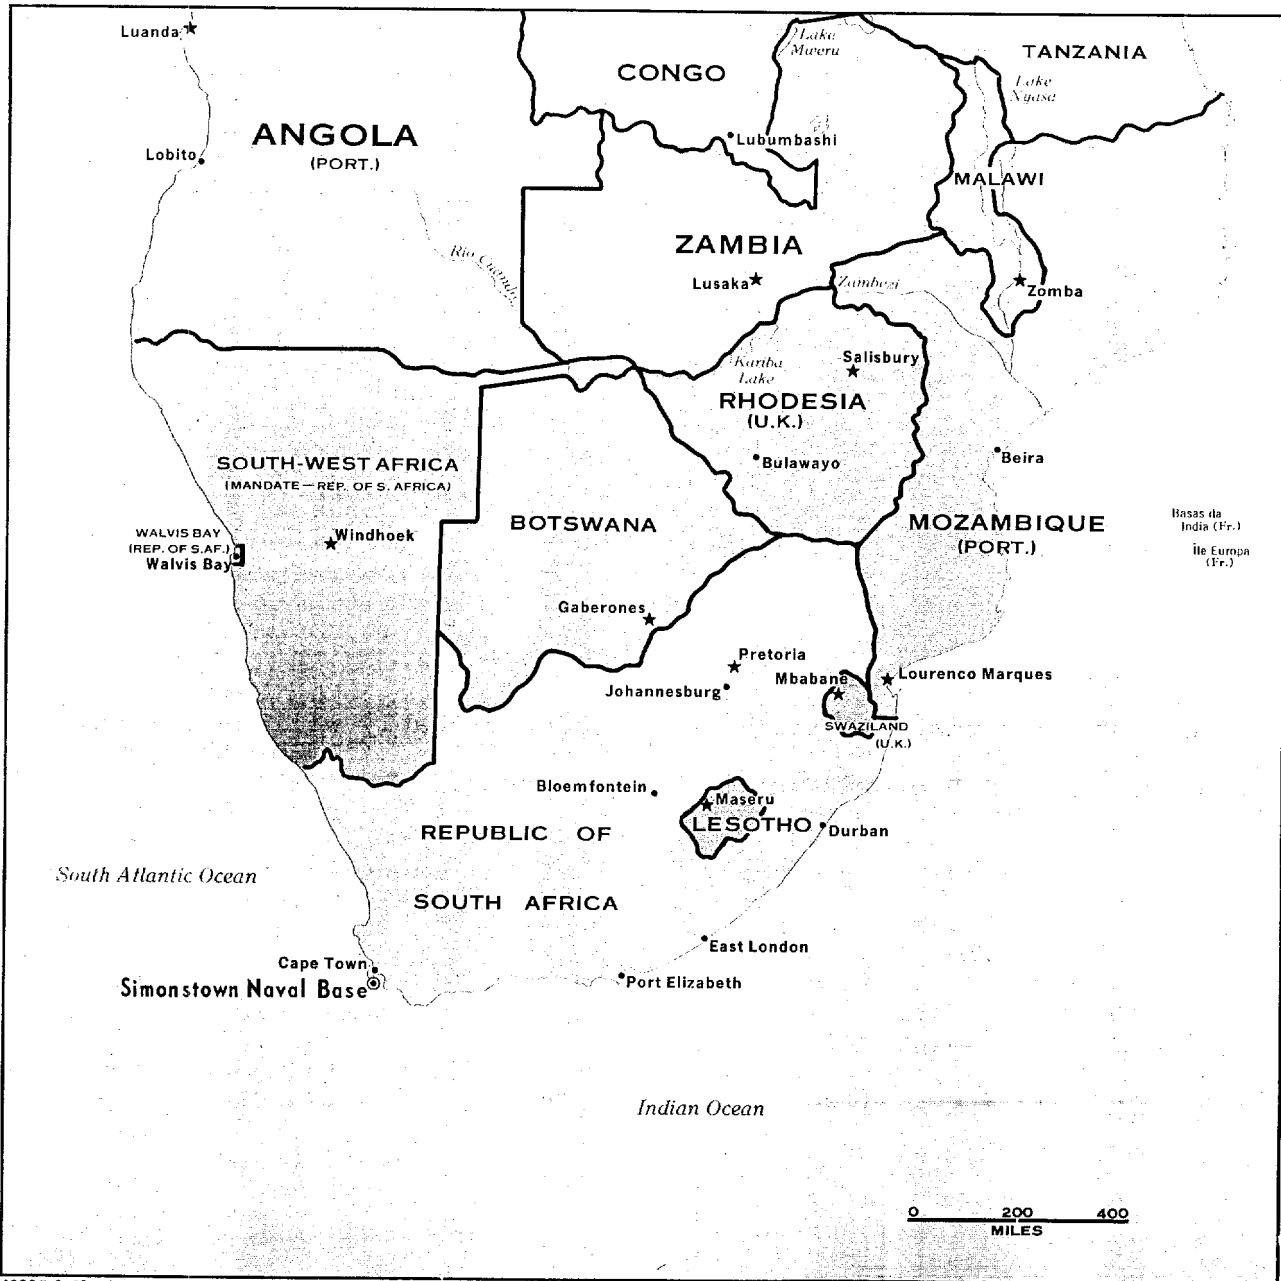 Luanda
Lake
Mweru
TANZANIA
CONGO
Lake
Nyasa
ANGOLA
(PORT.)
Lubumbashi
Lobito
MALAWI
ZAMBIA
Rio Cuando
Lusaka
Zambezi
Zomba
Kariba
Lake
Salisbury
RHODESIA
(U.K.)
Bulawayo
Beira
SOUTH-WEST AFRICA
(MANDATE—REP. OF S. AFRICA)
BOTSWANA
MOZAMBIQUE
(PORT.)
Basas da
India (Fr.)
Île Europa
(Fr.)
WALVIS BAY
(REP. OF S.AF.)
Walvis Bay
Windhoek
Gaberones
Pretoria
Johannesburg
Mbabane
Lourenco Marques
SWAZILAND
(U.K.)
Bloemfontein
Maseru
LESOTHO
Durban
REPUBLIC OF
SOUTH AFRICA
South Atlantic Ocean
East London
Cape Town
Port Elizabeth
Simonstown Naval Base
Indian Ocean
0 200 400
MILES